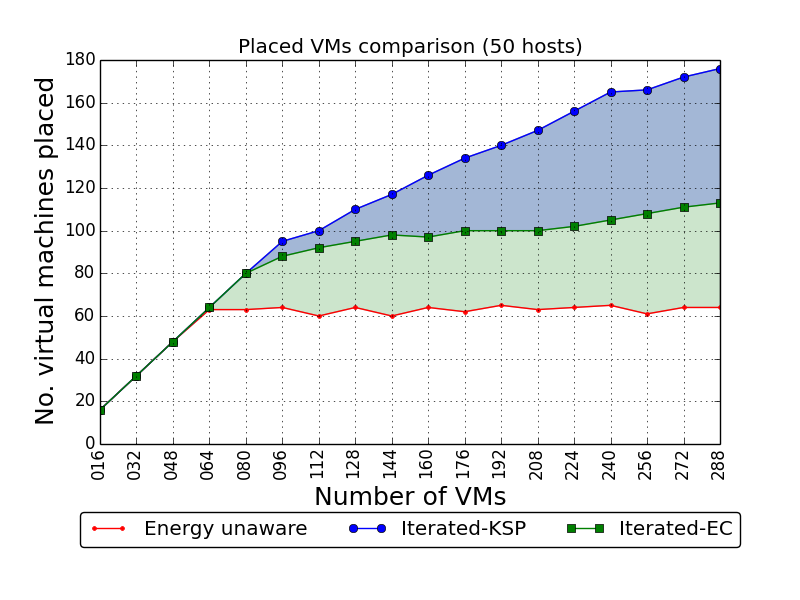 Placed VMs comparison (50 hosts)
No. virtual machines placed
180
160
140
120
100
80
60
40
20
0
016 032 048 064 080 096 112 128 144 160 176 192 208 224 240 256 272 288
Number of VMs
Energy unaware Iterated-KSP Iterated-EC